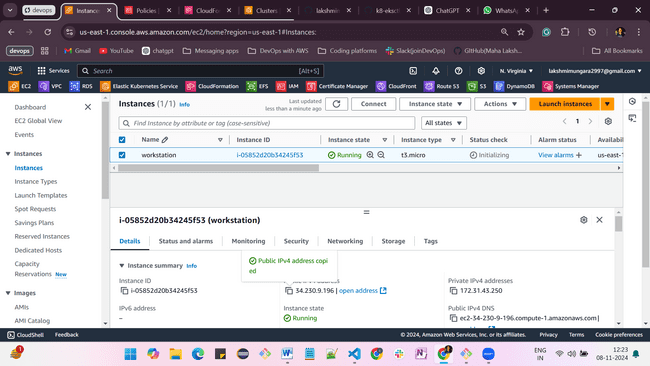 devops
Instances
Policies
CloudForm
Clusters
lakshmi
k8-eksct
ChatGPT
WhatsA
us-east-1.console.aws.amazon.com/ec2/home?region=us-east-1#Instances:
devops
Gmail
YouTube
chatgpt
Messaging apps
DevOps with AWS
Coding platforms
Slack(joinDevOps)
GitHub(Maha Laksh...
All Bookmarks
aws
Services
Search
[Alt+S]
N. Virginia
lakshmimungara2997@gmail.com
EC2
VPC
RDS
Elastic Kubernetes Service
CloudFormation
EFS
IAM
Certificate Manager
CloudFront
Route 53
S3
DynamoDB
Systems Manager
Dashboard
EC2 Global View
Events
Instances
Instances
Instance Types
Launch Templates
Spot Requests
Savings Plans
Reserved Instances
Dedicated Hosts
Capacity
Reservations New
Images
AMIs
AMI Catalog
Instances (1/1) Info
Last updated
less than a minute ago
Connect
Instance state
Actions
Launch instances
Find Instance by attribute or tag (case-sensitive)
All states
1
Name
Instance ID
Instance state
Instance type
Status check
Alarm status
Availabi
workstation
i-05852d20b34245f53
Running
t3.micro
Initializing
View alarms +
us-east-1
i-05852d20b34245f53 (workstation)
Details
Status and alarms
Monitoring
Security
Networking
Storage
Tags
Public IPv4 address copi
ed
Instance summary Info
Instance ID
i-05852d20b34245f53
34.230.9.196 | open address
Private IPv4 addresses
172.31.43.250
IPv6 address
–
Instance state
Running
Public IPv4 DNS
ec2-34-230-9-196.compute-1.amazonaws.com |
CloudShell
Feedback
© 2024, Amazon Web Services, Inc. or its affiliates.
Privacy
Terms
Cookie preferences
1
ENG
IN
12:23
08-11-2024